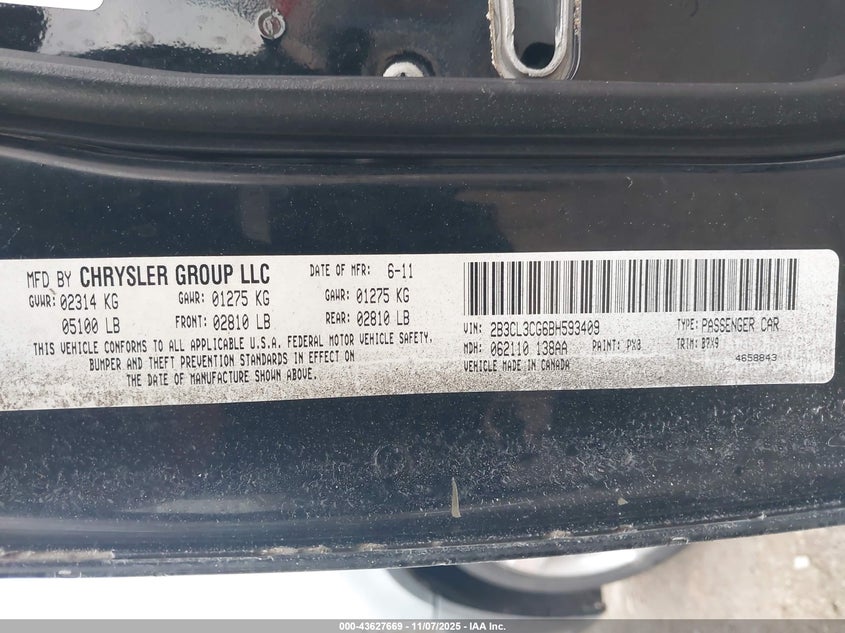 MFD BY CHRYSLER GROUP LLC DATE OF MFR: 6-11
GVWR: 02314 KG GAWR: 01275 KG GAWR: 01275 KG
05100 LB FRONT: 02810 LB REAR: 02810 LB
THIS VEHICLE CONFORMS TO ALL APPLICABLE U.S.A. FEDERAL MOTOR VEHICLE SAFETY,
BUMPER AND THEFT PREVENTION STANDARDS IN EFFECT ON
THE DATE OF MANUFACTURE SHOWN ABOVE.
VIN: 2B3CL3CG6BH593409 TYPE: PASSENGER CAR
MDH: 062110 138AA PAINT: PX8 TRIM: B7X9
VEHICLE MADE IN CANADA 4658843
000-43627669 — 11/07/2025 — IAA Inc.